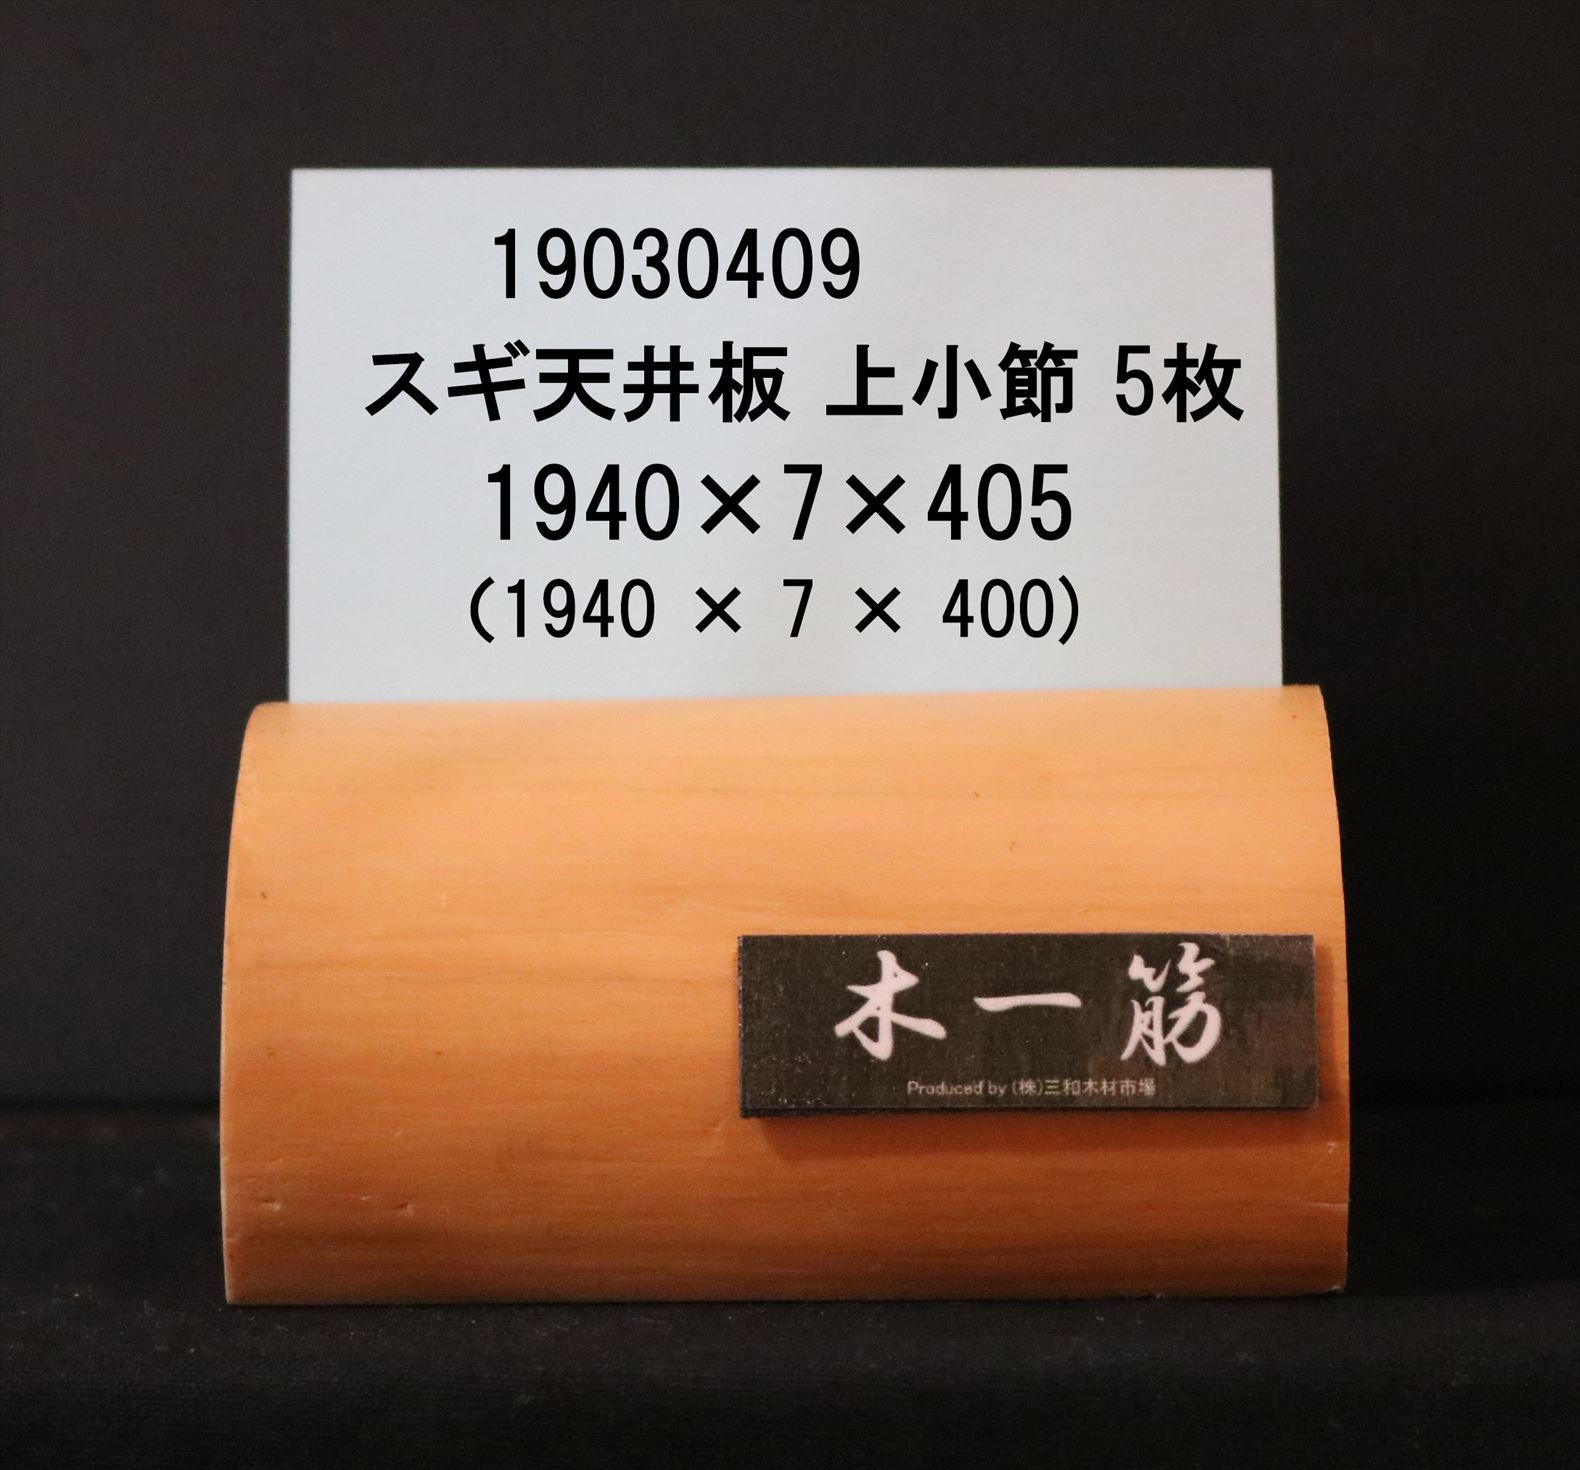 19030409
スギ天井板 上小節 5枚
1940×7×405
(1940 × 7 × 400)
木一筋
Produced by (株)三和木材市場